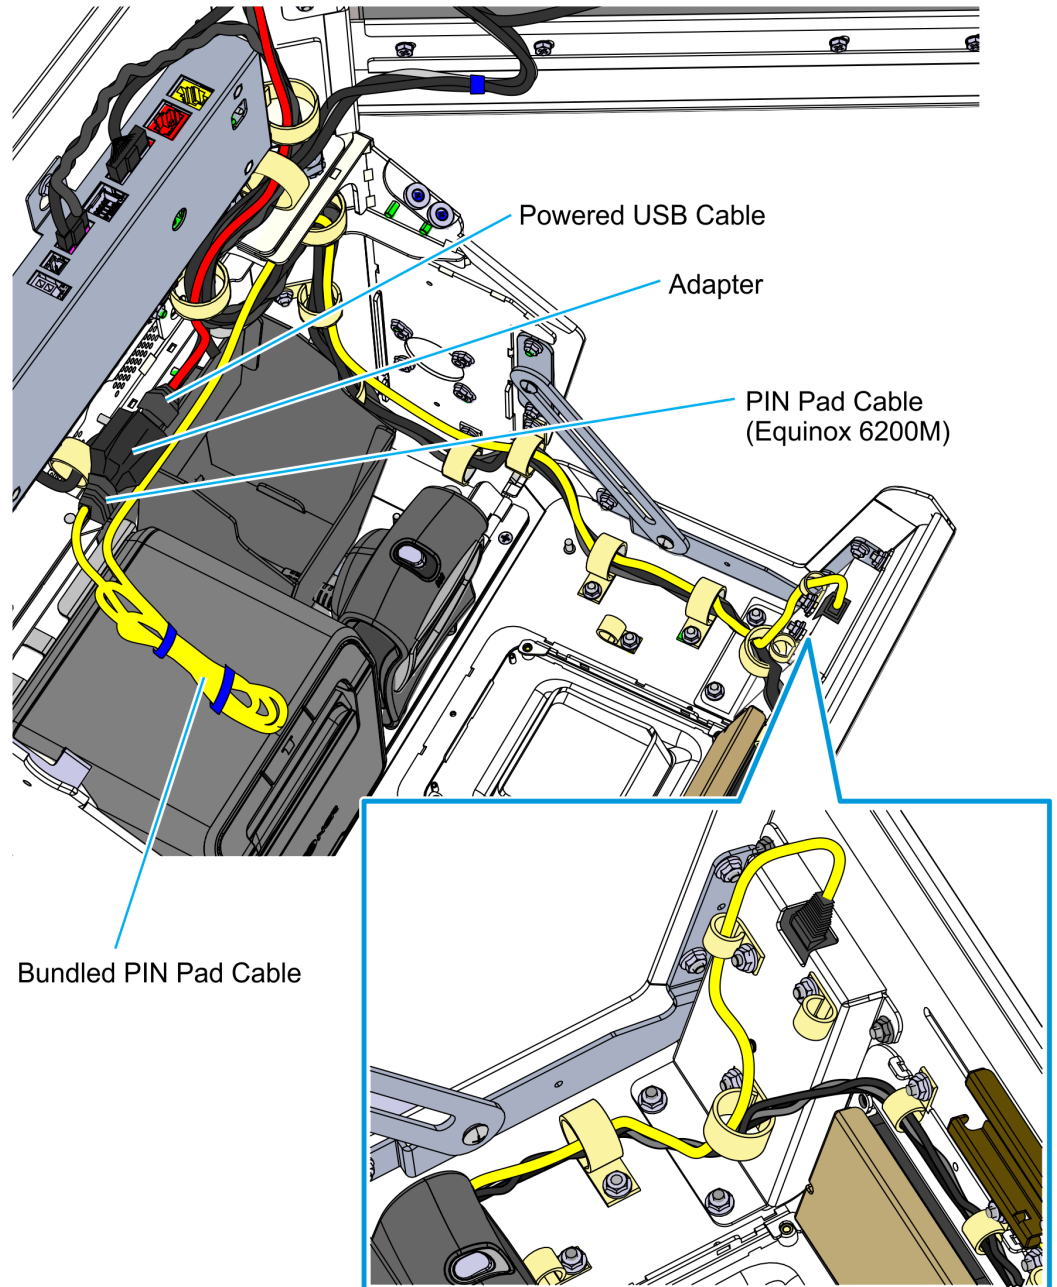 Powered USB Cable
Adapter
PIN Pad Cable
(Equinox 6200M)
Bundled PIN Pad Cable